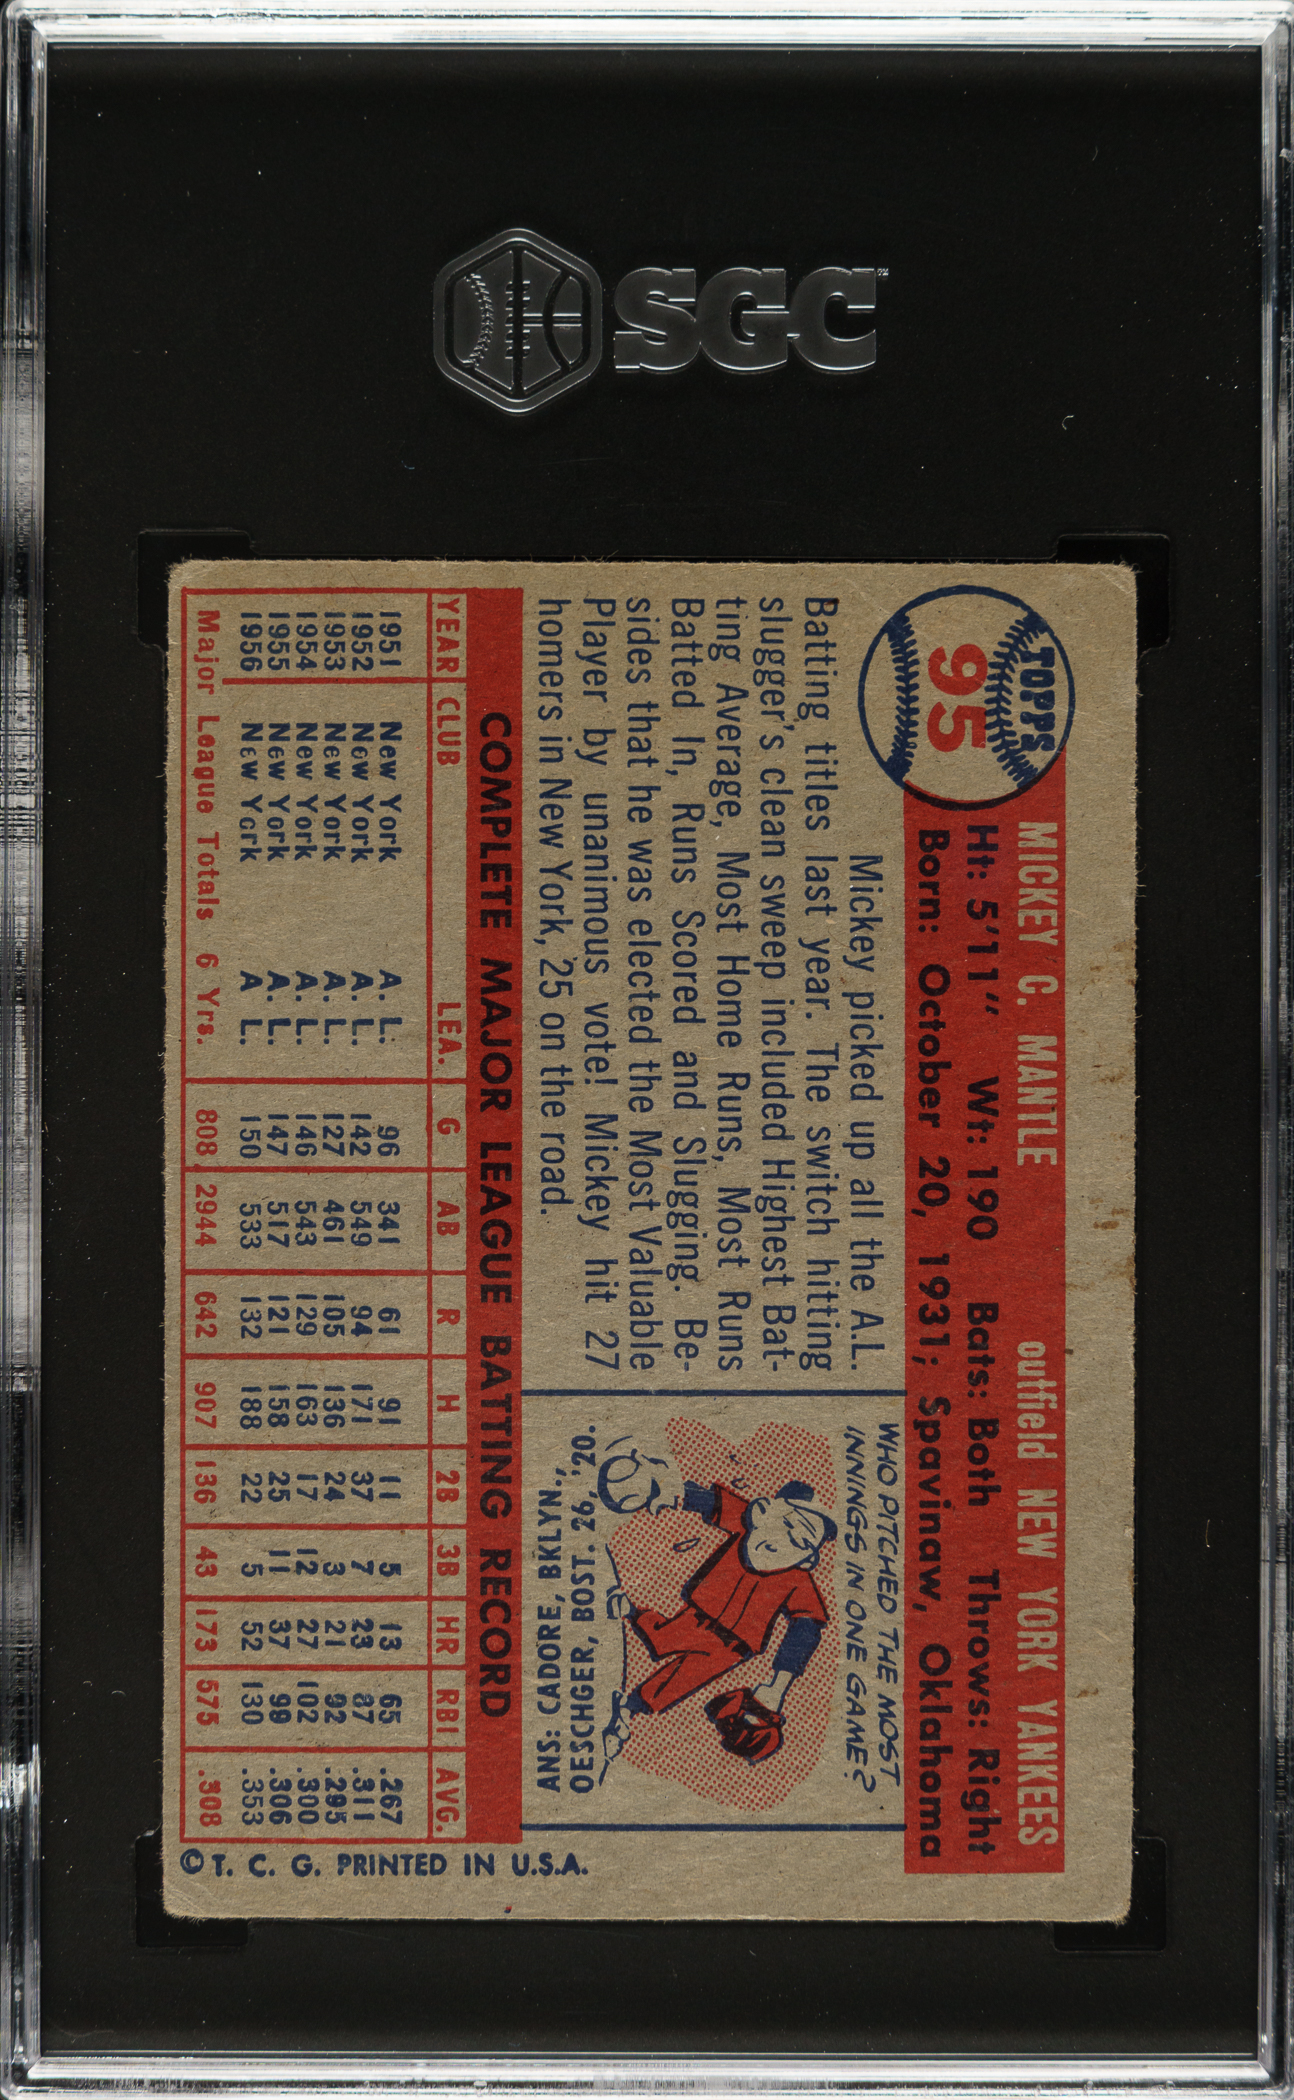 SGC
TOPPS
95
MICKEY C. MANTLE outfield NEW YORK YANKEES
Ht: 5'11" Wt: 190 Bats: Both Throws: Right
Born: October 20, 1931; Spavinaw, Oklahoma
Mickey picked up all the A.L.
Batting titles last year. The switch hitting
slugger's clean sweep included Highest Bat-
ting Average, Most Home Runs, Most Runs
Batted In, Runs Scored and Slugging. Be-
sides that he was elected the Most Valuable
Player by unanimous vote! Mickey hit 27
homers in New York, 25 on the road.
WHO PITCHED THE MOST
INNINGS IN ONE GAME?
ANS: CADORE, BKLYN.,
OESCHGER, BOST. 26, '20.
COMPLETE MAJOR LEAGUE BATTING RECORD
YEAR CLUB LEA. G AB R H 2B 3B HR RBI AVG.
1951 New York A. L. 96 341 61 91 11 5 13 65 .267
1952 New York A. L. 142 549 94 171 37 7 23 87 .311
1953 New York A. L. 127 461 105 136 24 3 21 92 .295
1954 New York A. L. 146 543 129 163 17 12 27 102 .300
1955 New York A. L. 147 517 121 158 25 11 37 99 .306
1956 New York A L. 150 533 132 188 22 5 52 130 .353
Major League Totals 6 Yrs. 808 2944 642 907 136 43 173 575 .308
© T. C. G. PRINTED IN U.S.A.